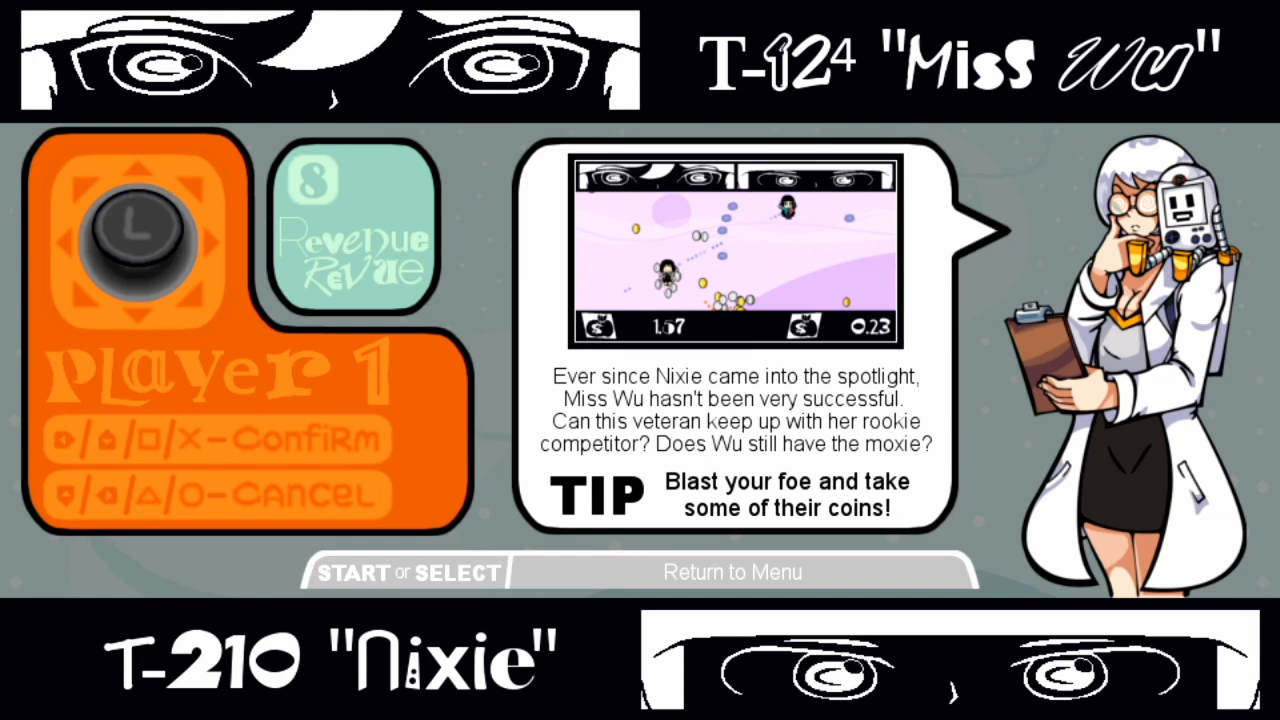 T-124 "Miss Wu"
L
8
Revenue
Revue
1.57
0.23
Player 1
/□/X-Confirm
/△/O-Cancel
Ever since Nixie came into the spotlight,
Miss Wu hasn't been very successful.
Can this veteran keep up with her rookie
competitor? Does Wu still have the moxie?
TIP
Blast your foe and take
some of their coins!
START or SELECT
Return to Menu
T-210 "Nixie"